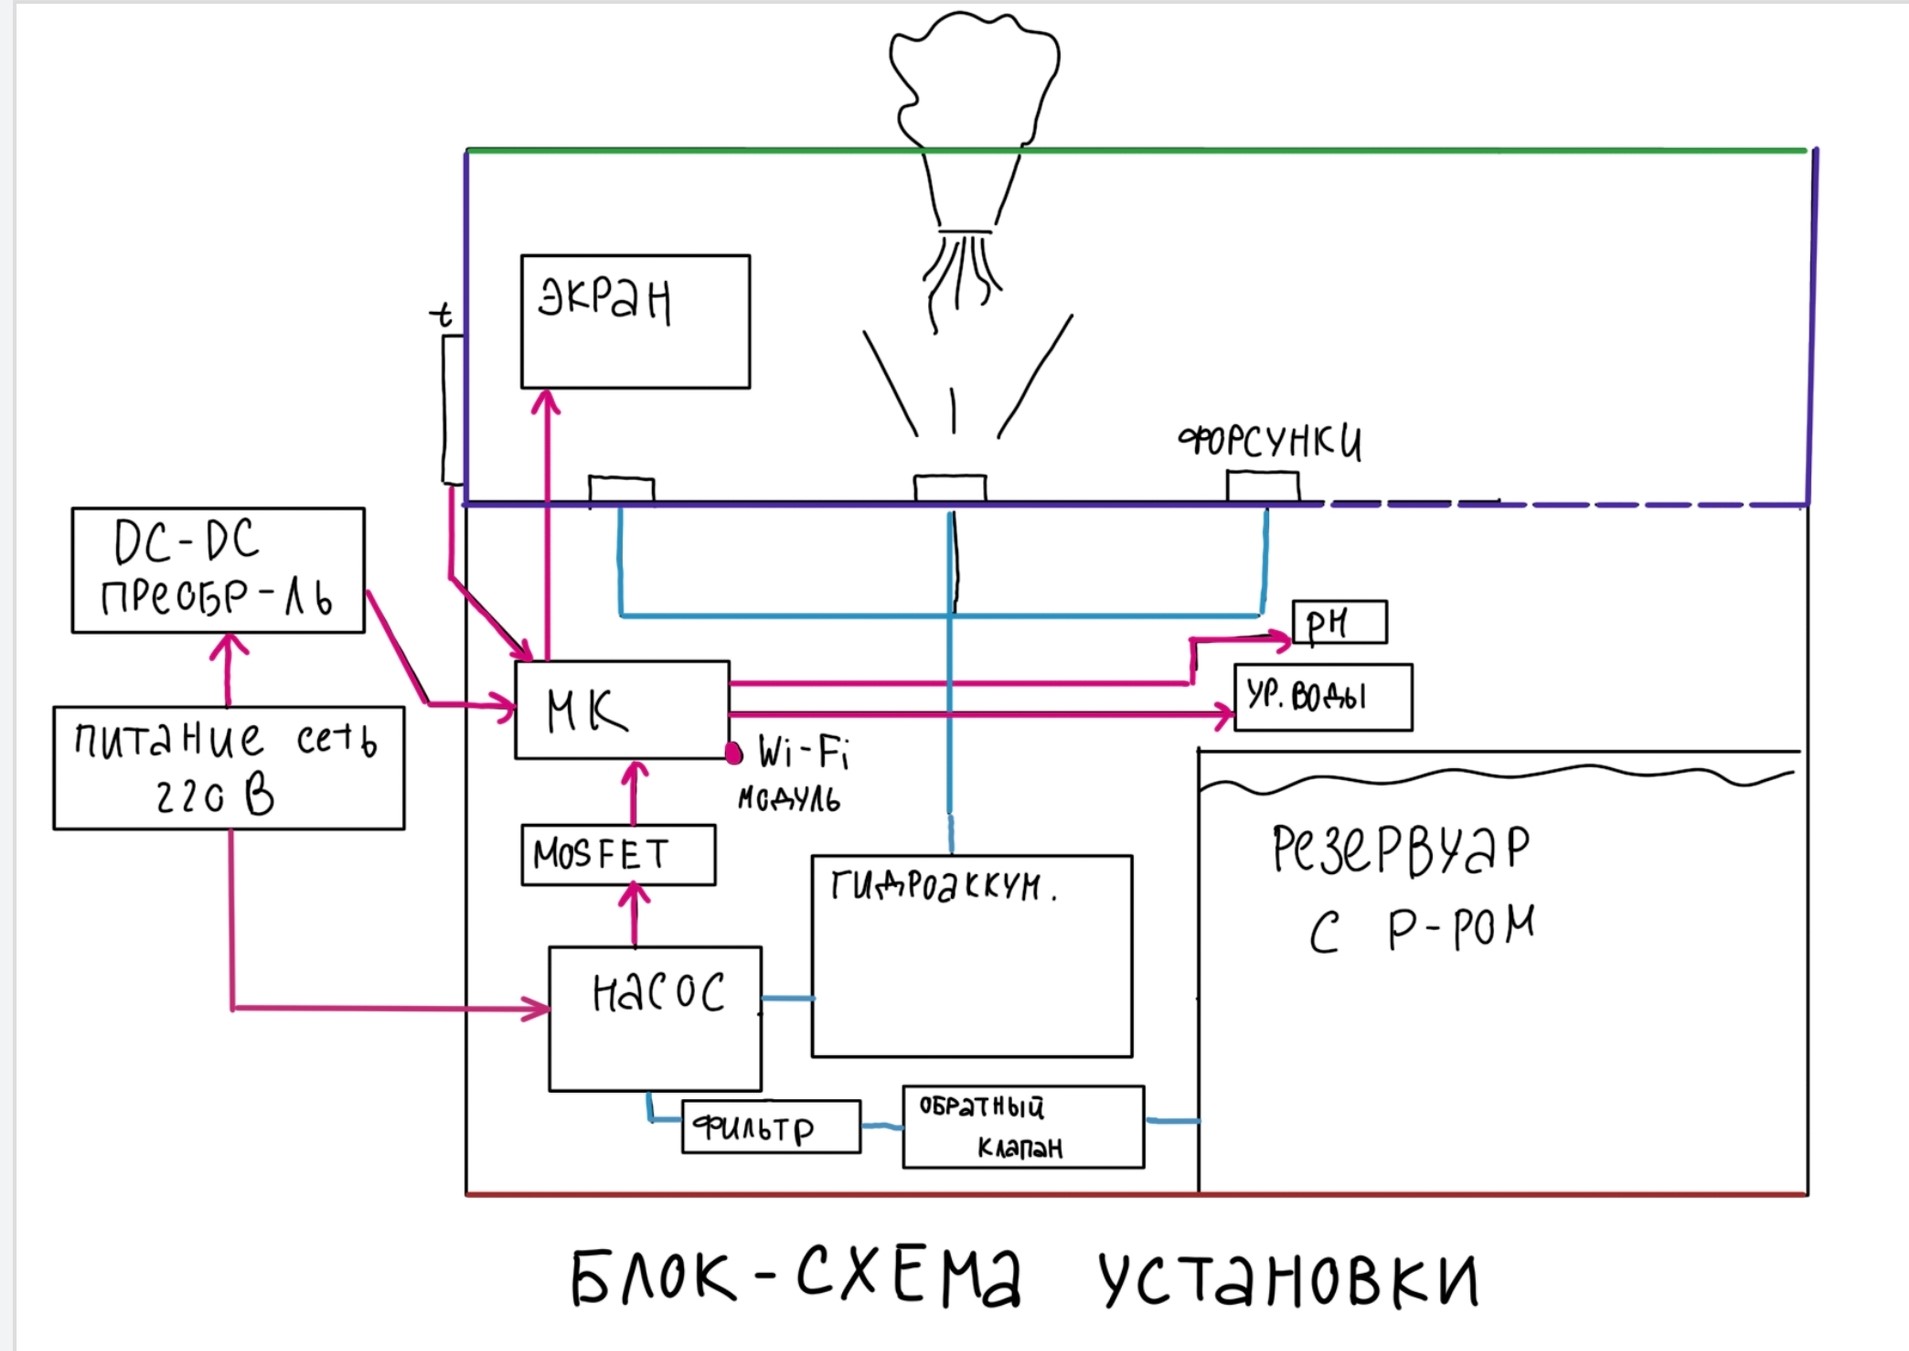 t
ЭКРАН
ФОРСУНКИ
DC-DC
ПРЕОБР-ЛЬ
ПИТАНИЕ СЕТЬ
220 В
МК
Wi-Fi
МОДУЛЬ
PH
УР. ВОДЫ
MOSFET
ГИДРОАККУМ.
НАСОС
ФИЛЬТР
ОБРАТНЫЙ
КЛАПАН
РЕЗЕРВУАР
С Р-РОМ
БЛОК-СХЕМА УСТАНОВКИ